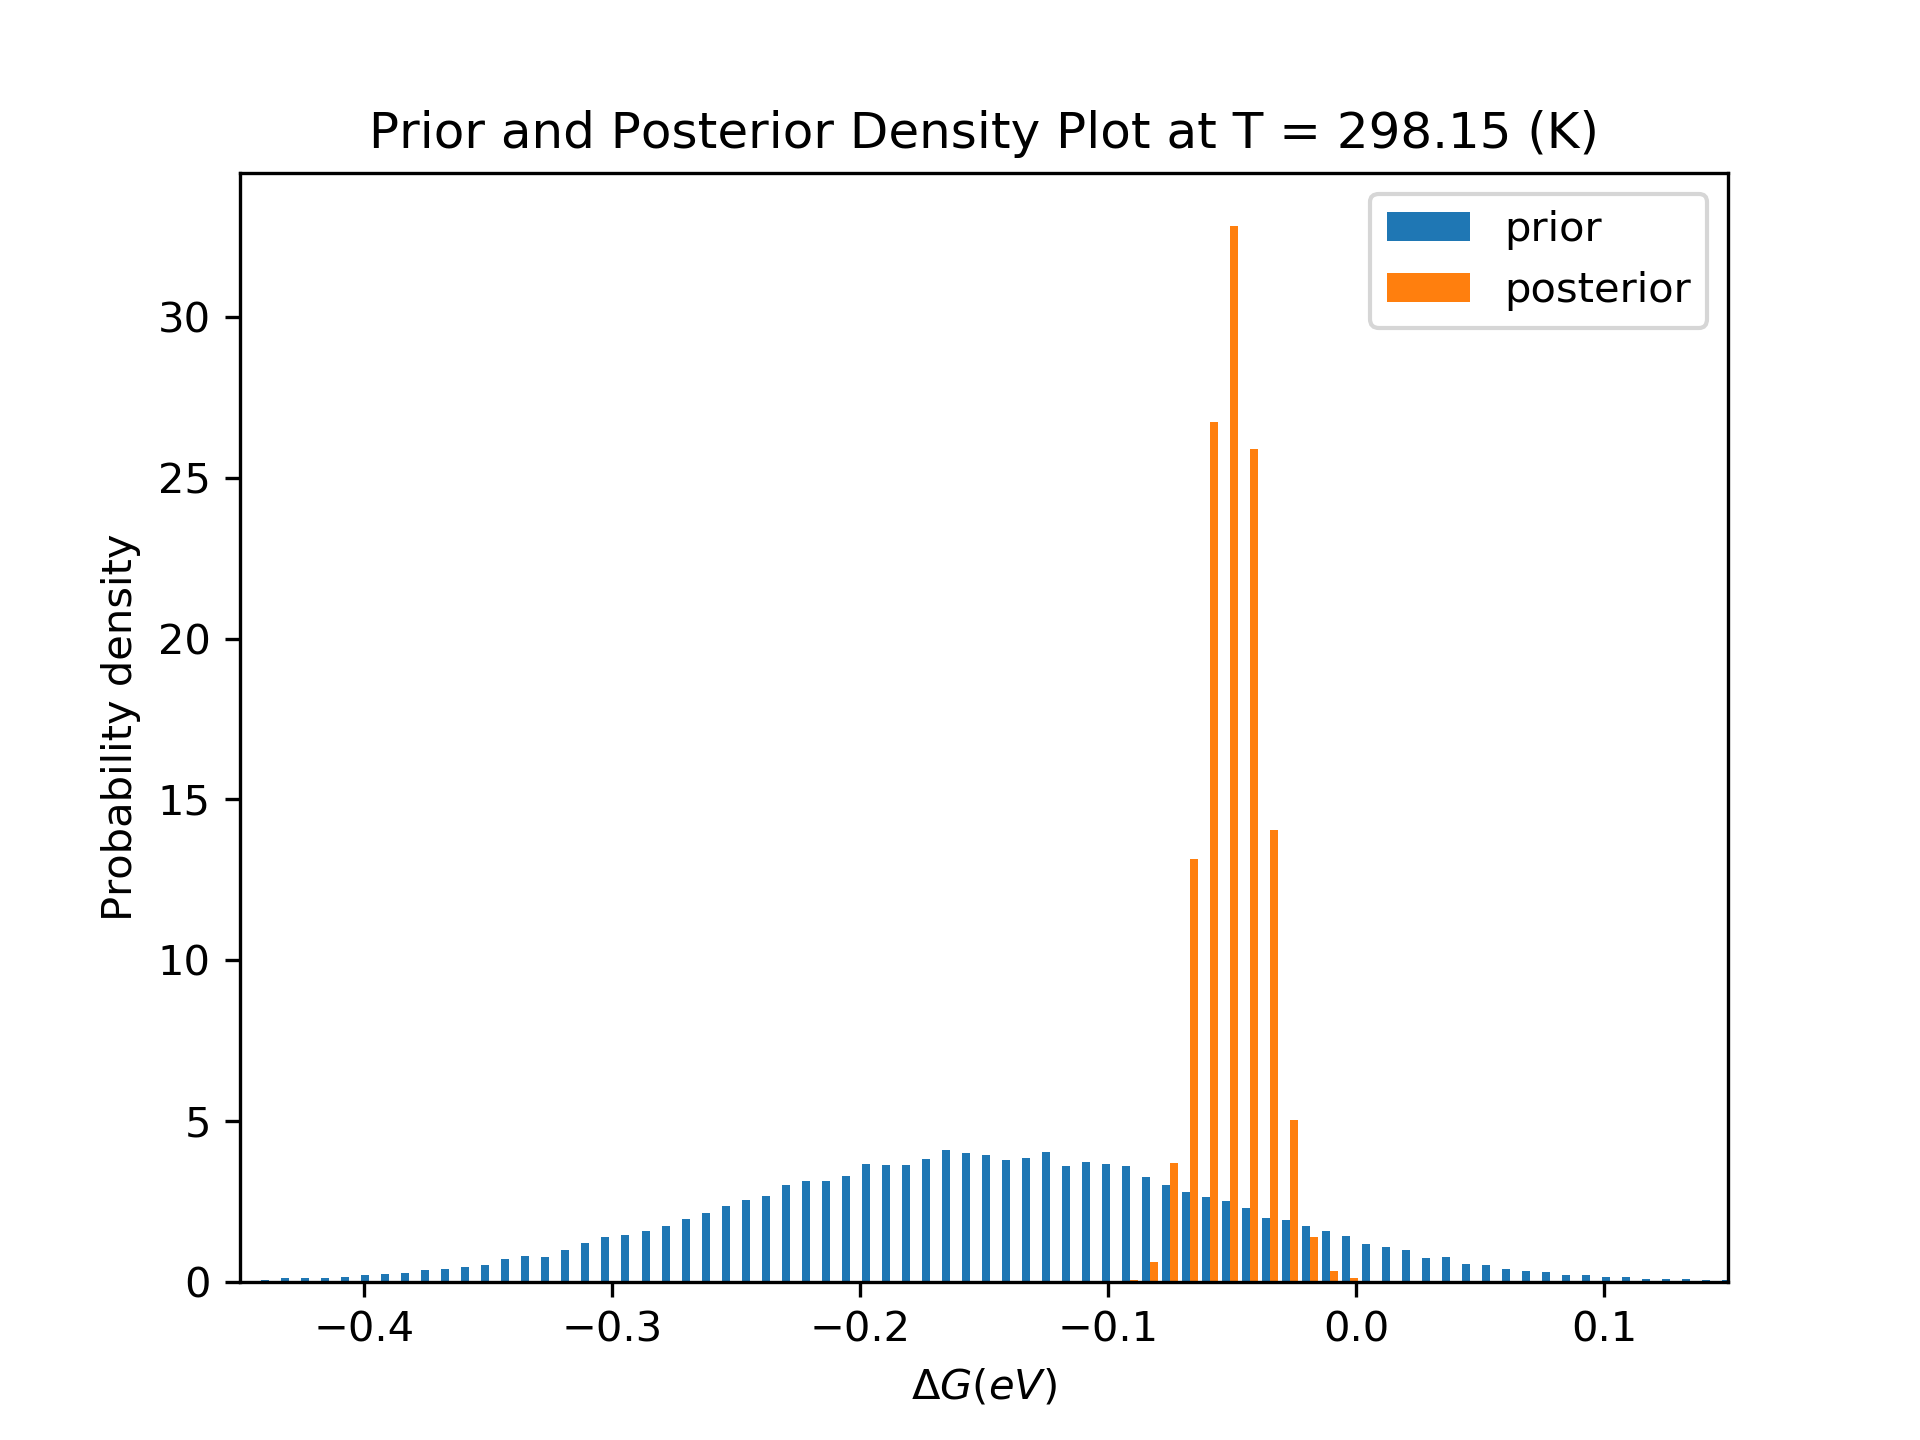 Prior and Posterior Density Plot at T = 298.15 (K)
prior
posterior
Probability density
30
25
20
15
10
5
0
−0.4 −0.3 −0.2 −0.1 0.0 0.1
ΔG(eV)